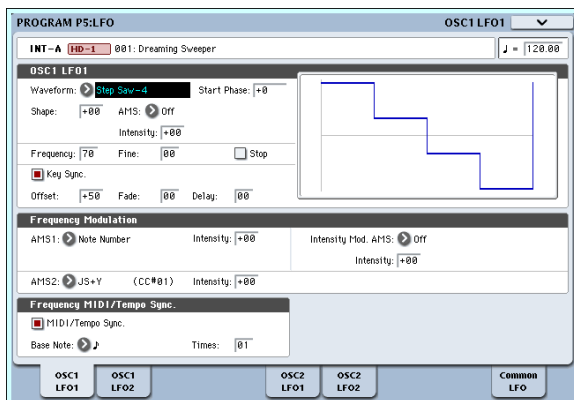 PROGRAM P5:LFO OSC1 LFO1
INT-A HD-1 001: Dreaming Sweeper ♩ = 120.00
OSC1 LFO1
Waveform: Step Saw-4 Start Phase: +0
Shape: +00 AMS: Off
Intensity: +00
Frequency: 70 Fine: 00 Stop
Key Sync.
Offset: +50 Fade: 00 Delay: 00
Frequency Modulation
AMS1: Note Number Intensity: +00 Intensity Mod. AMS: Off
Intensity: +00
AMS2: JS+Y (CC#01) Intensity: +00
Frequency MIDI/Tempo Sync.
MIDI/Tempo Sync.
Base Note: ♪ Times: 01
OSC1 LFO1
OSC1 LFO2
OSC2 LFO1
OSC2 LFO2
Common LFO